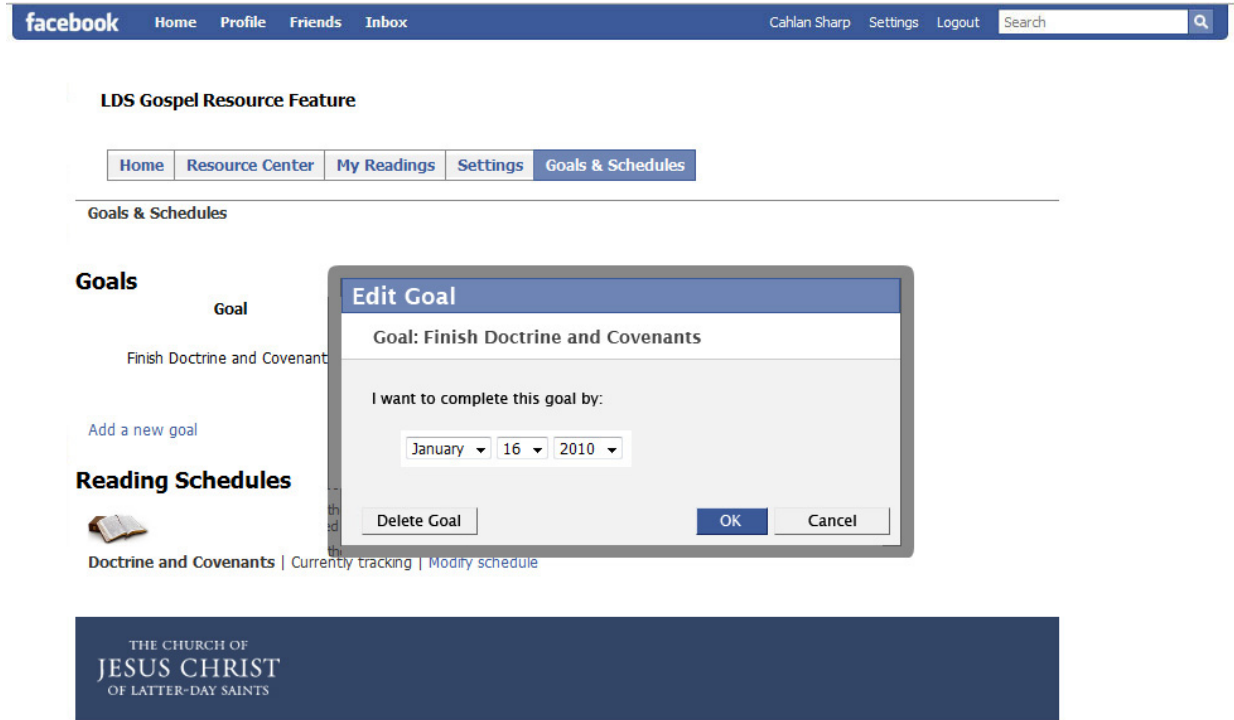 facebook Home Profile Friends Inbox Cahlan Sharp Settings Logout Search
LDS Gospel Resource Feature
Home Resource Center My Readings Settings Goals & Schedules
Goals & Schedules
Goals
Goal
Finish Doctrine and Covenant
Add a new goal
Edit Goal
Goal: Finish Doctrine and Covenants
I want to complete this goal by:
January 16 2010
Delete Goal OK Cancel
Reading Schedules
Doctrine and Covenants | Currently tracking | Modify schedule
THE CHURCH OF
JESUS CHRIST
OF LATTER-DAY SAINTS